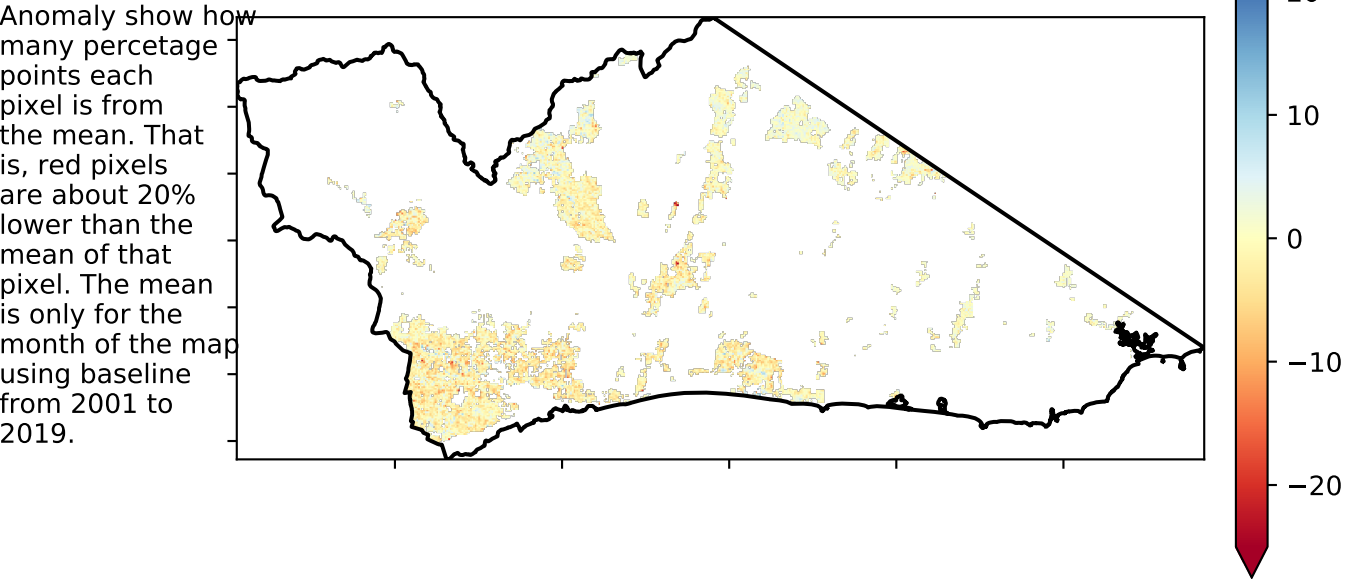 Anomaly show how
many percetage
points each
pixel is from
the mean. That
is, red pixels
are about 20%
lower than the
mean of that
pixel. The mean
is only for the
month of the map
using baseline
from 2001 to
2019.
10
0
−10
−20